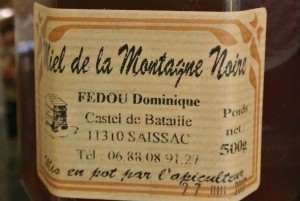 Miel de la Montagne Noire
FEDOU Dominique
Castel de Bataille
11310 SAISSAC
Tél : 06 88 08 91 27
Poids
net
500g
Mis en pot par l'apiculteur